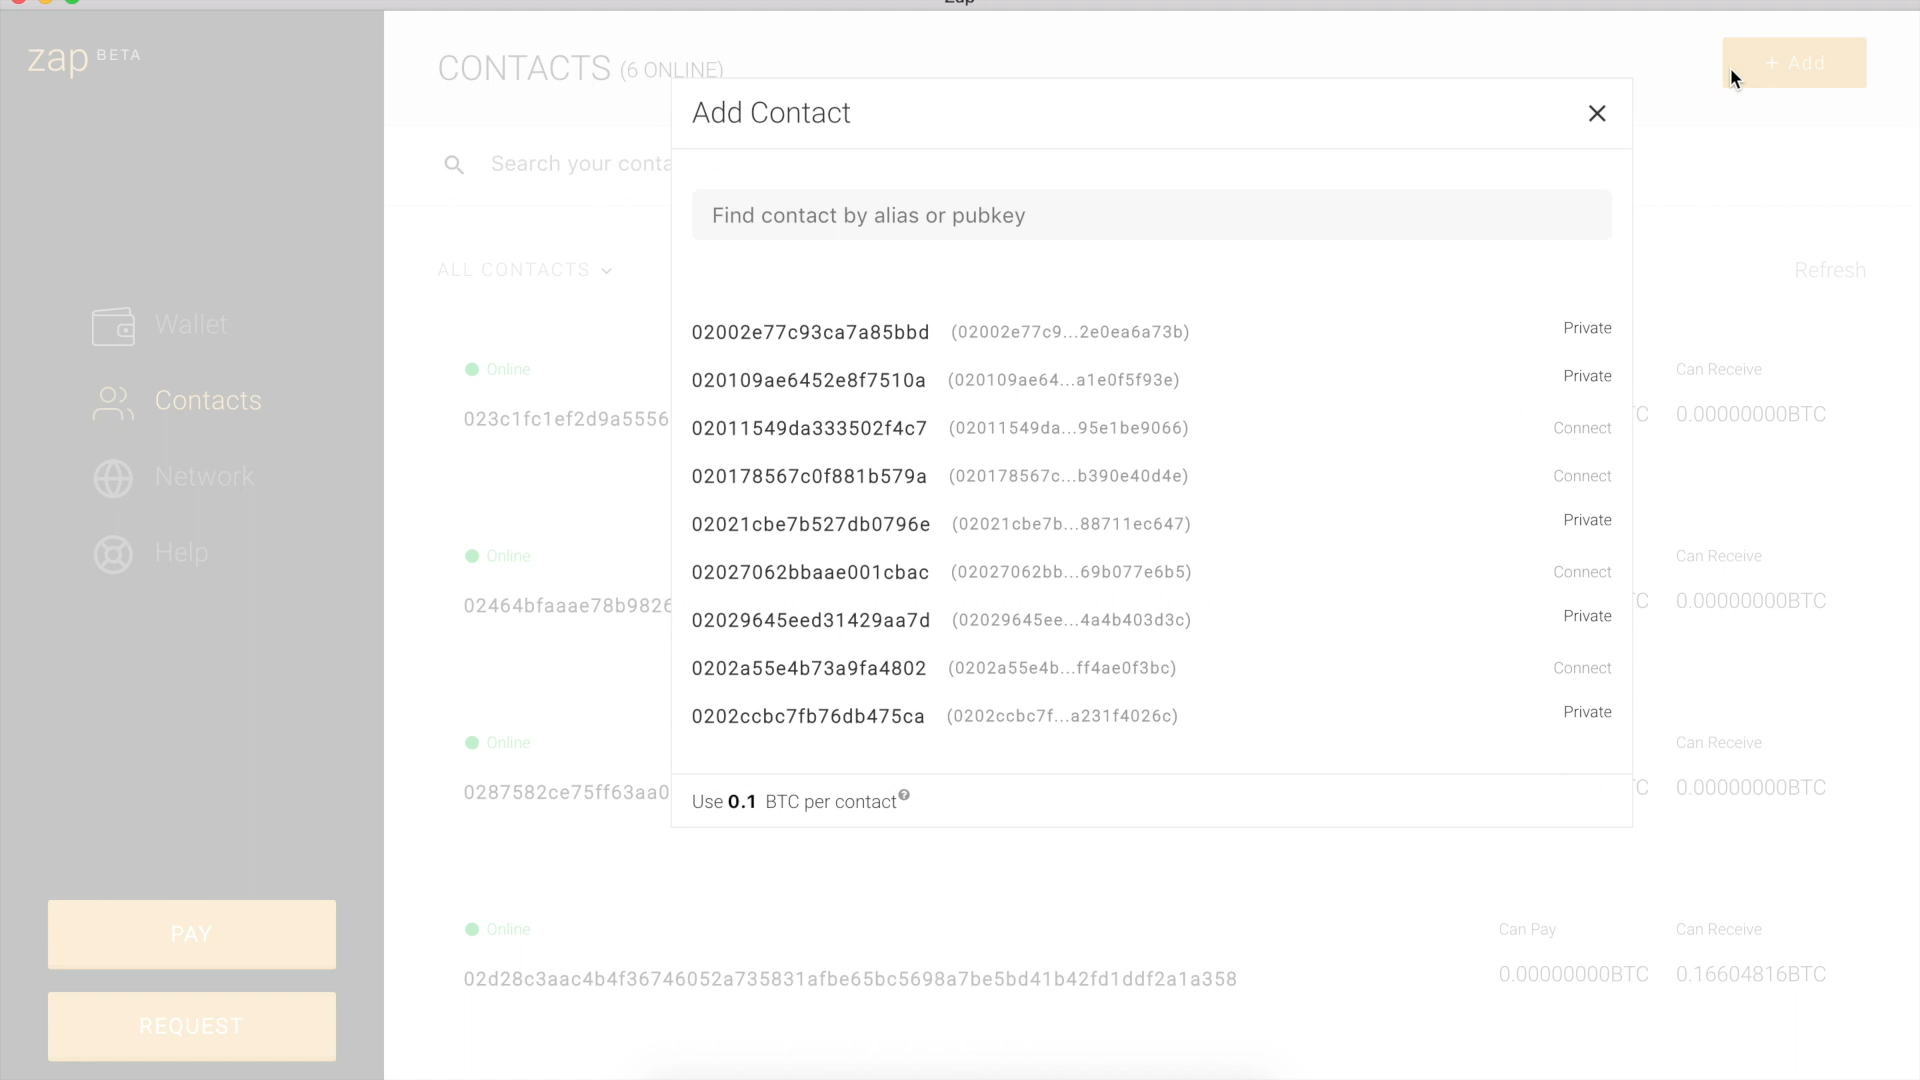 zap BETA
CONTACTS (6 ONLINE)
+ Add
Add Contact
Search your conta
Find contact by alias or pubkey
ALL CONTACTS
Refresh
Wallet
Contacts
Network
Help
PAY
REQUEST
02002e77c93ca7a85bbd (02002e77c9...2e0ea6a73b) Private
020109ae6452e8f7510a (020109ae64...a1e0f5f93e) Private
02011549da333502f4c7 (02011549da...95e1be9066) Connect
020178567c0f881b579a (020178567c...b390e40d4e) Connect
02021cbe7b527db0796e (02021cbe7b...88711ec647) Private
02027062bbaae001cbac (02027062bb...69b077e6b5) Connect
02029645eed31429aa7d (02029645ee...4a4b403d3c) Private
0202a55e4b73a9fa4802 (0202a55e4b...ff4ae0f3bc) Connect
0202ccbc7fb76db475ca (0202ccbc7f...a231f4026c) Private
Use 0.1 BTC per contact
Online
Can Receive
023c1fc1ef2d9a5556
TC 0.00000000BTC
Online
Can Receive
02464bfaaae78b9826
TC 0.00000000BTC
Online
Can Receive
0287582ce75ff63aa0
TC 0.00000000BTC
Online
Can Pay Can Receive
02d28c3aac4b4f36746052a735831afbe65bc5698a7be5bd41b42fd1ddf2a1a358
0.00000000BTC 0.16604816BTC